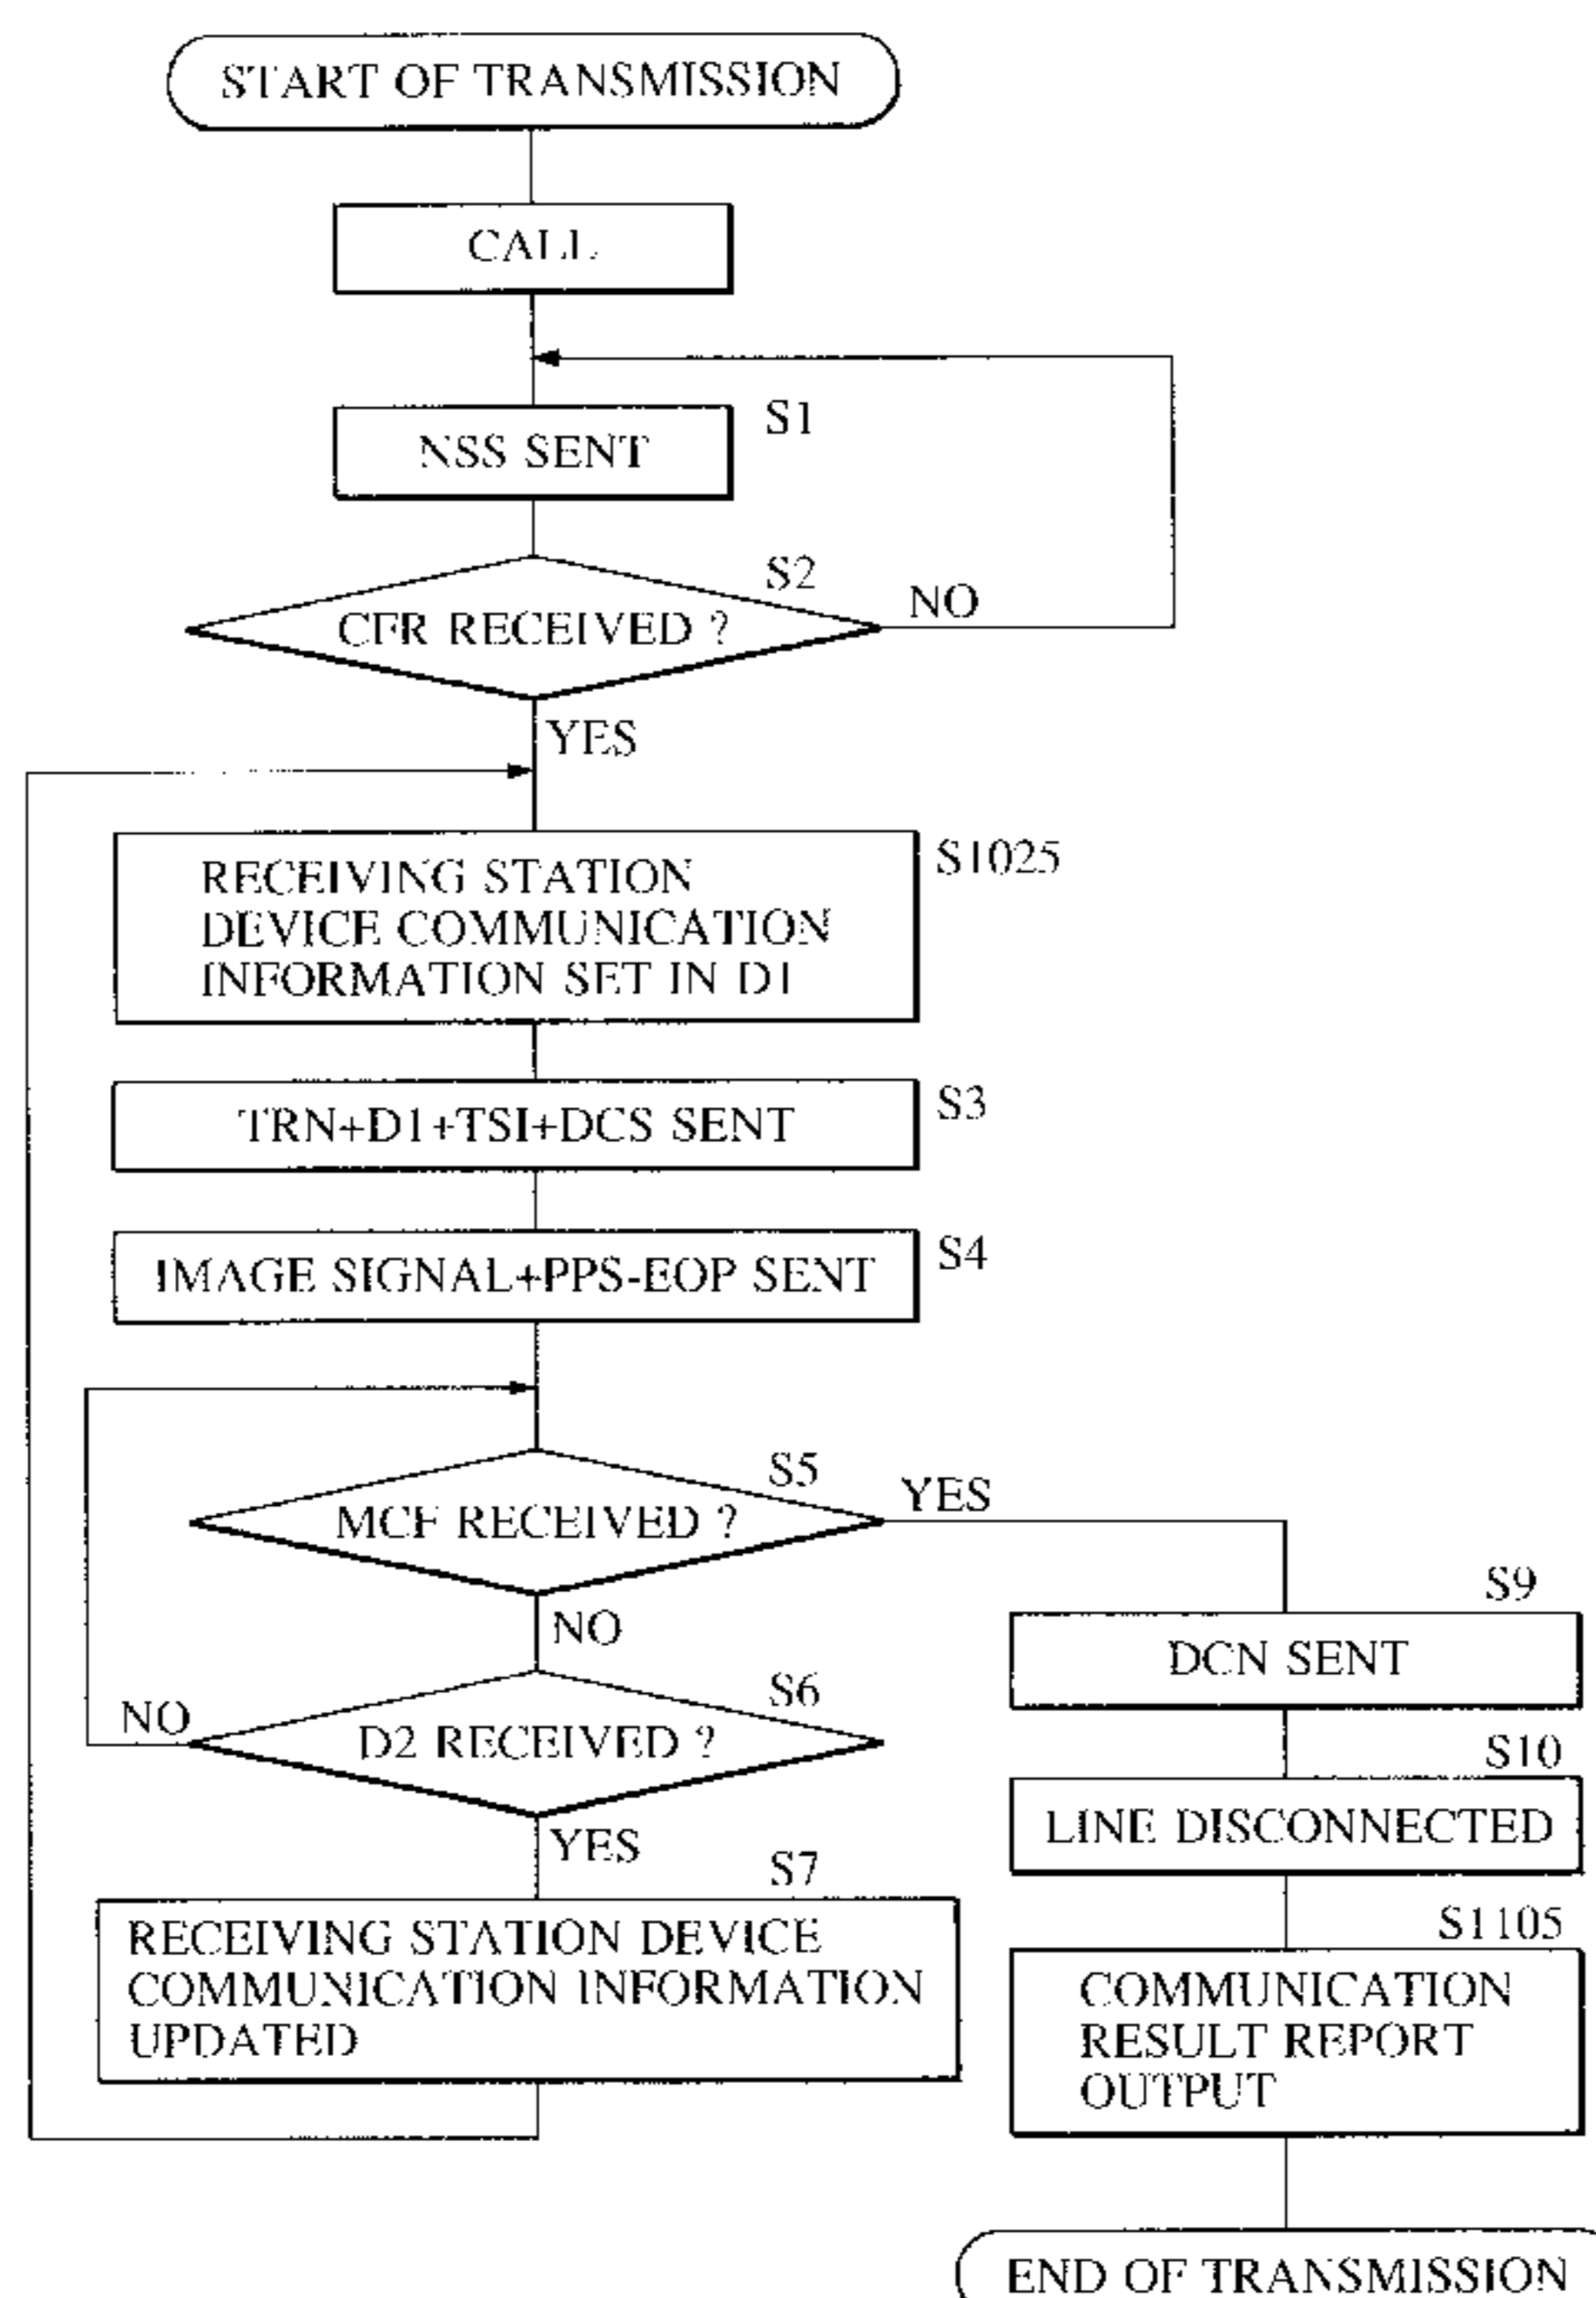 START OF TRANSMISSION
CALL
S1
NSS SENT
S2
CFR RECEIVED ?
NO
YES
S1025
RECEIVING STATION
DEVICE COMMUNICATION
INFORMATION SET IN D1
S3
TRN+D1+TSI+DCS SENT
S4
IMAGE SIGNAL+PPS-EOP SENT
S5
MCF RECEIVED ?
YES
NO
S6
D2 RECEIVED ?
NO
YES
S7
RECEIVING STATION DEVICE
COMMUNICATION INFORMATION
UPDATED
S9
DCN SENT
S10
LINE DISCONNECTED
S1105
COMMUNICATION
RESULT REPORT
OUTPUT
END OF TRANSMISSION